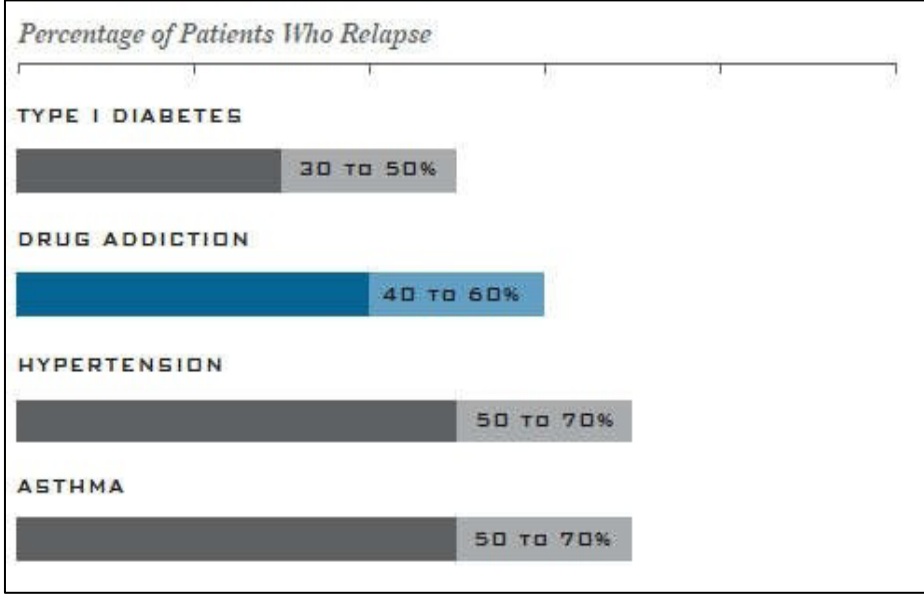 Percentage of Patients Who Relapse
TYPE I DIABETES
30 TO 50%
DRUG ADDICTION
40 TO 60%
HYPERTENSION
50 TO 70%
ASTHMA
50 TO 70%